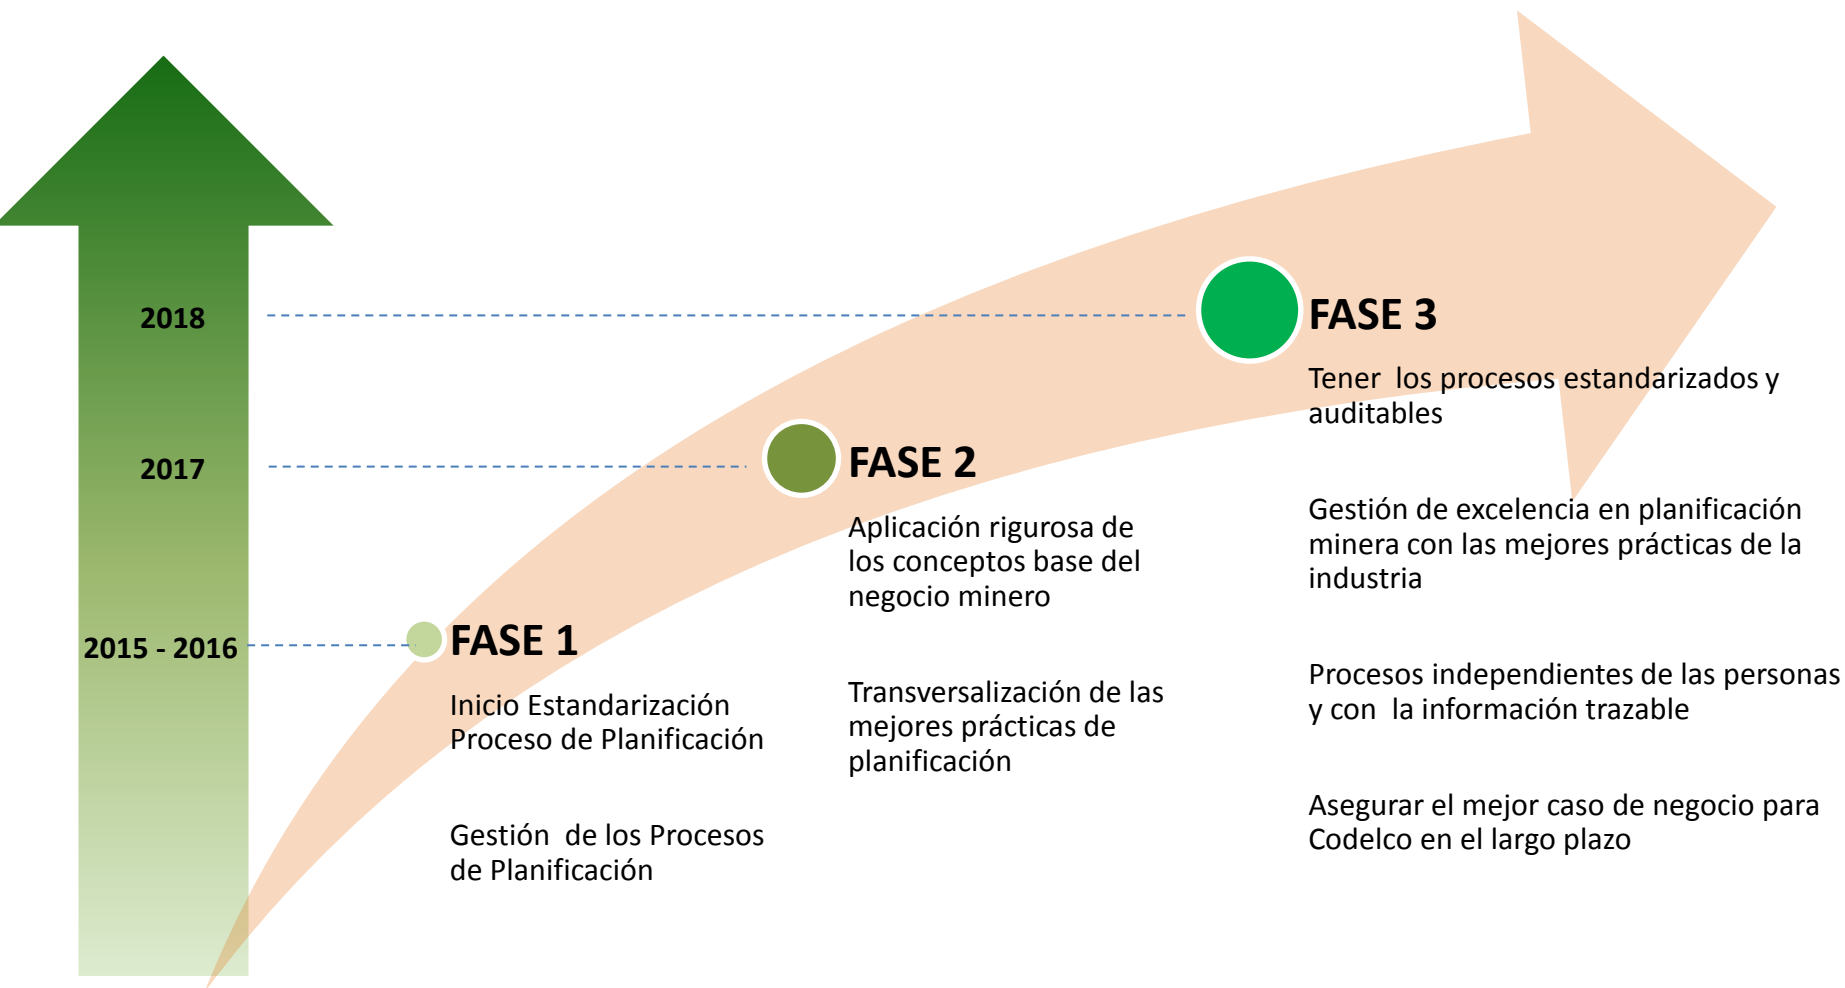 2018
2017
2015 - 2016
FASE 1
Inicio Estandarización
Proceso de Planificación
Gestión de los Procesos
de Planificación
FASE 2
Aplicación rigurosa de
los conceptos base del
negocio minero
Transversalización de las
mejores prácticas de
planificación
FASE 3
Tener los procesos estandarizados y
auditables
Gestión de excelencia en planificación
minera con las mejores prácticas de la
industria
Procesos independientes de las personas
y con la información trazable
Asegurar el mejor caso de negocio para
Codelco en el largo plazo